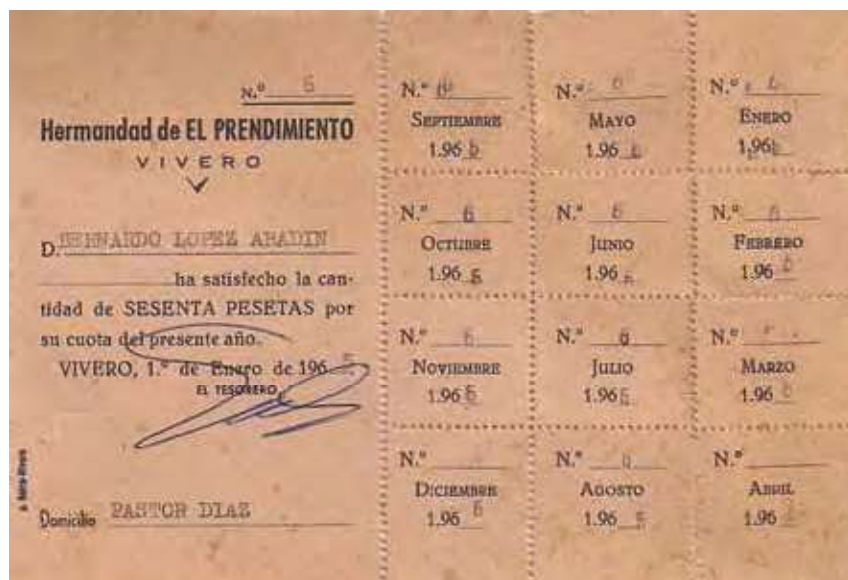 N.º 6
Hermandad de EL PRENDIMIENTO
VIVERO
D. BERNARDO LOPEZ ABADIN
ha satisfecho la can-
tidad de SESENTA PESETAS por
su cuota del presente año.
VIVERO, 1.º de Enero de 196
EL TESORERO
Domicilio PASTOR DIAZ
N.º
SEPTIEMBRE
1.96
N.º 6
OCTUBRE
1.96
N.º 6
NOVIEMBRE
1.96
N.º
DICIEMBRE
1.96
N.º 6
MAYO
1.96
N.º 6
JUNIO
1.96
N.º 6
JULIO
1.96
N.º 6
AGOSTO
1.96
N.º
ENERO
1.96
N.º 6
FEBRERO
1.96
N.º
MARZO
1.96
N.º
ABRIL
1.96